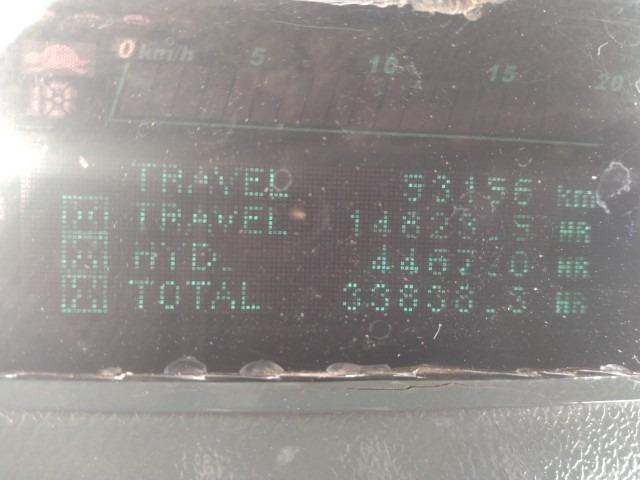 0 km/h 5 10 15 20
TRAVEL 53156 km
TRAVEL 14823.5 HR
HYD. 4467.0 HR
TOTAL 33838.3 HR